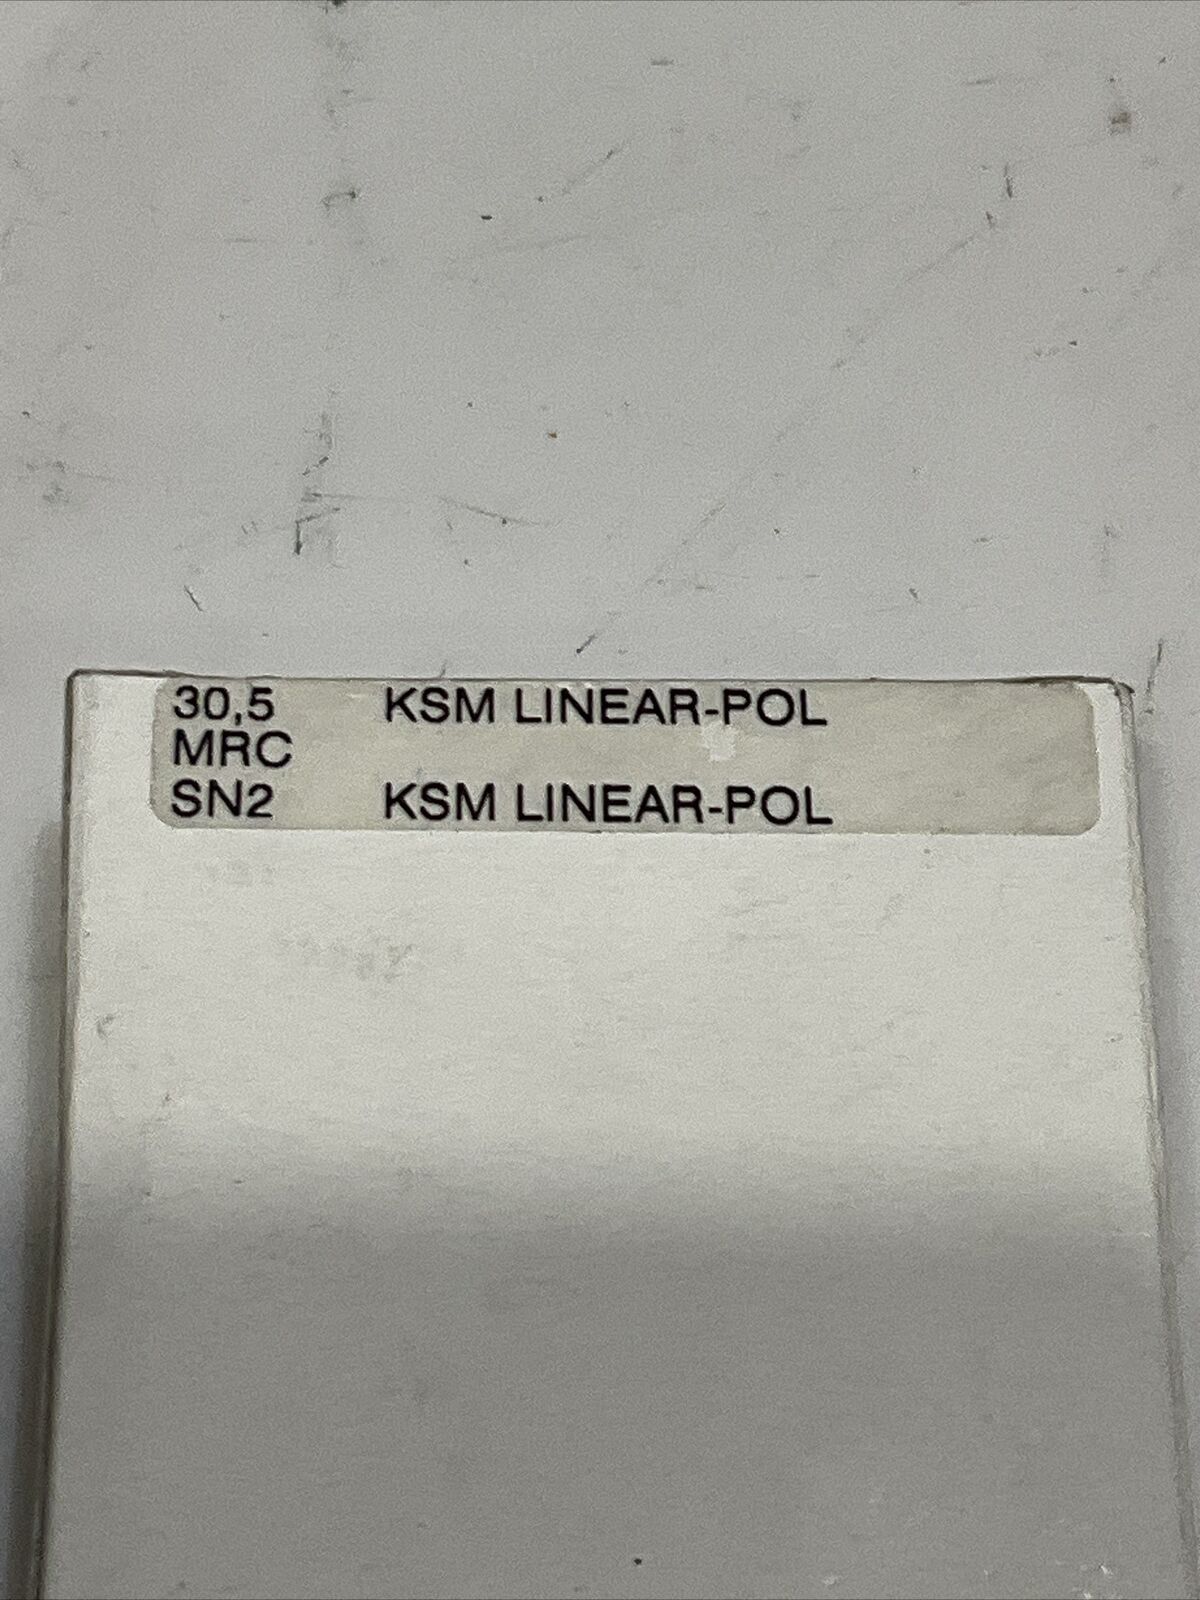 30,5 KSM LINEAR-POL
MRC
SN2 KSM LINEAR-POL